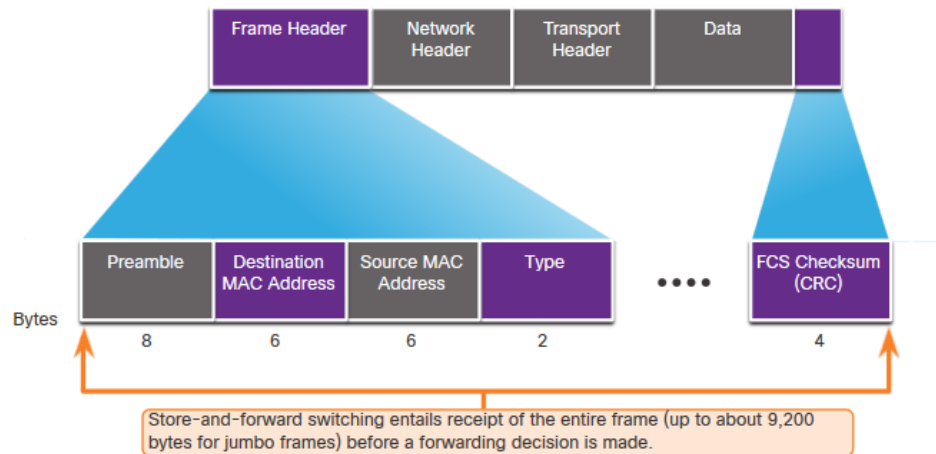 Frame Header
Network
Header
Transport
Header
Data
Preamble
Destination
MAC Address
Source MAC
Address
Type
••••
FCS Checksum
(CRC)
Bytes
8
6
6
2
4
Store-and-forward switching entails receipt of the entire frame (up to about 9,200
bytes for jumbo frames) before a forwarding decision is made.